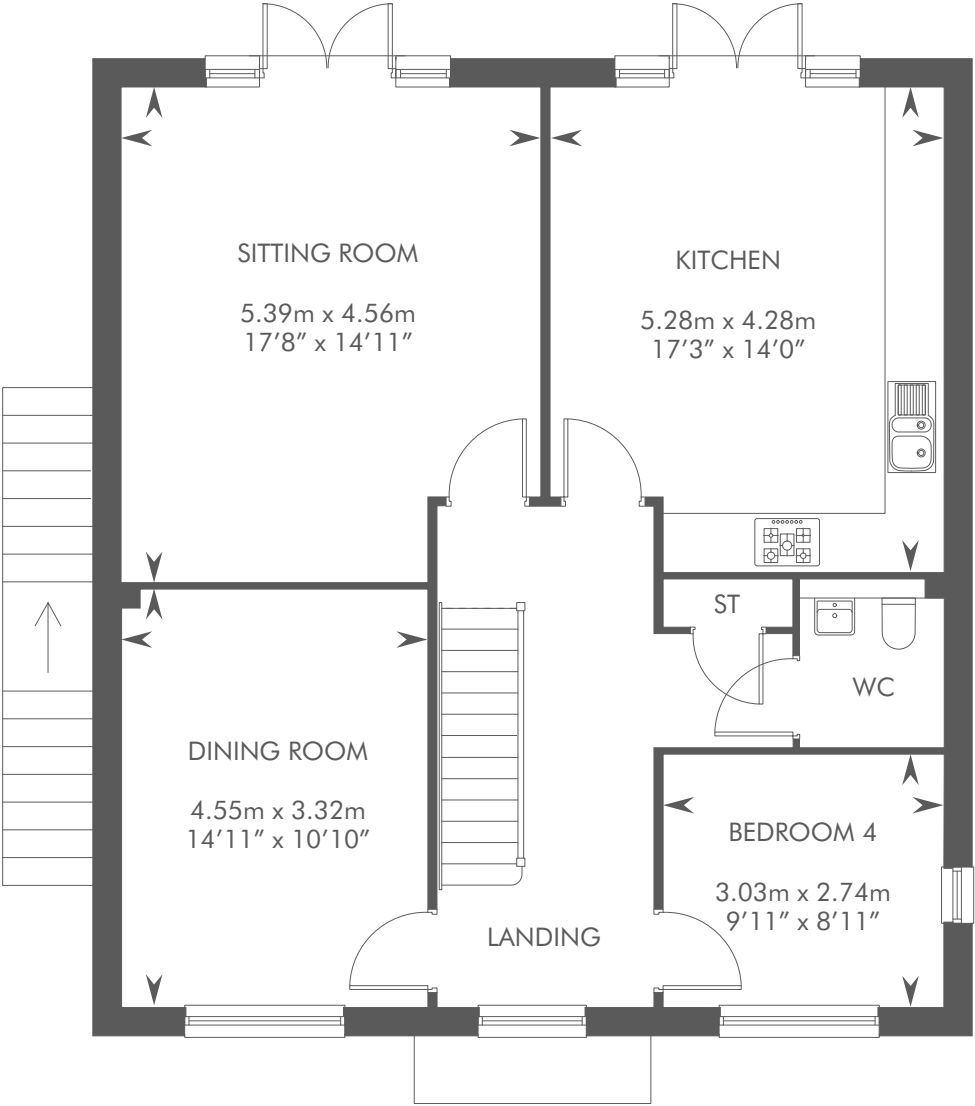 SITTING ROOM
5.39m x 4.56m
17’8” x 14’11”
KITCHEN
5.28m x 4.28m
17’3” x 14’0”
ST
WC
DINING ROOM
4.55m x 3.32m
14’11” x 10’10”
BEDROOM 4
3.03m x 2.74m
9’11” x 8’11”
LANDING